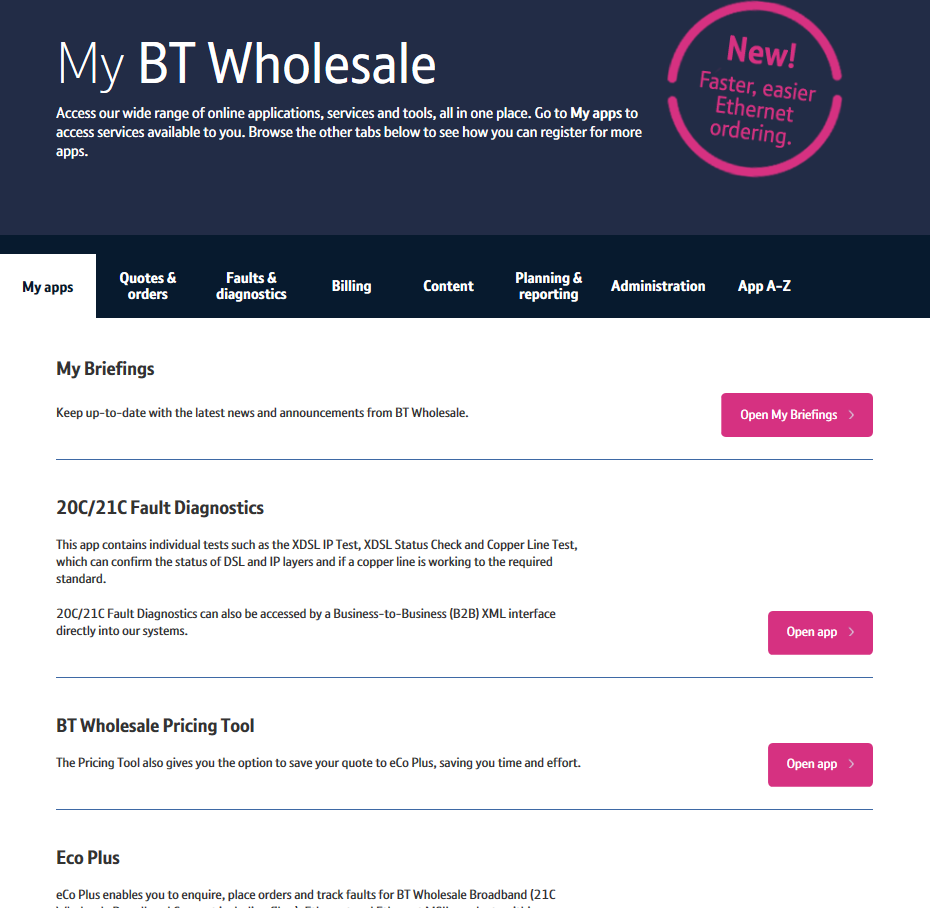 My BT Wholesale
Access our wide range of online applications, services and tools, all in one place. Go to My apps to
access services available to you. Browse the other tabs below to see how you can register for more
apps.
New!
Faster, easier
Ethernet
ordering.
My apps
Quotes &
orders
Faults &
diagnostics
Billing
Content
Planning &
reporting
Administration
App A-Z
My Briefings
Keep up-to-date with the latest news and announcements from BT Wholesale.
Open My Briefings
20C/21C Fault Diagnostics
This app contains individual tests such as the XDSL IP Test, XDSL Status Check and Copper Line Test,
which can confirm the status of DSL and IP layers and if a copper line is working to the required
standard.
20C/21C Fault Diagnostics can also be accessed by a Business-to-Business (B2B) XML interface
directly into our systems.
Open app
BT Wholesale Pricing Tool
The Pricing Tool also gives you the option to save your quote to eCo Plus, saving you time and effort.
Open app
Eco Plus
eCo Plus enables you to enquire, place orders and track faults for BT Wholesale Broadband (21C